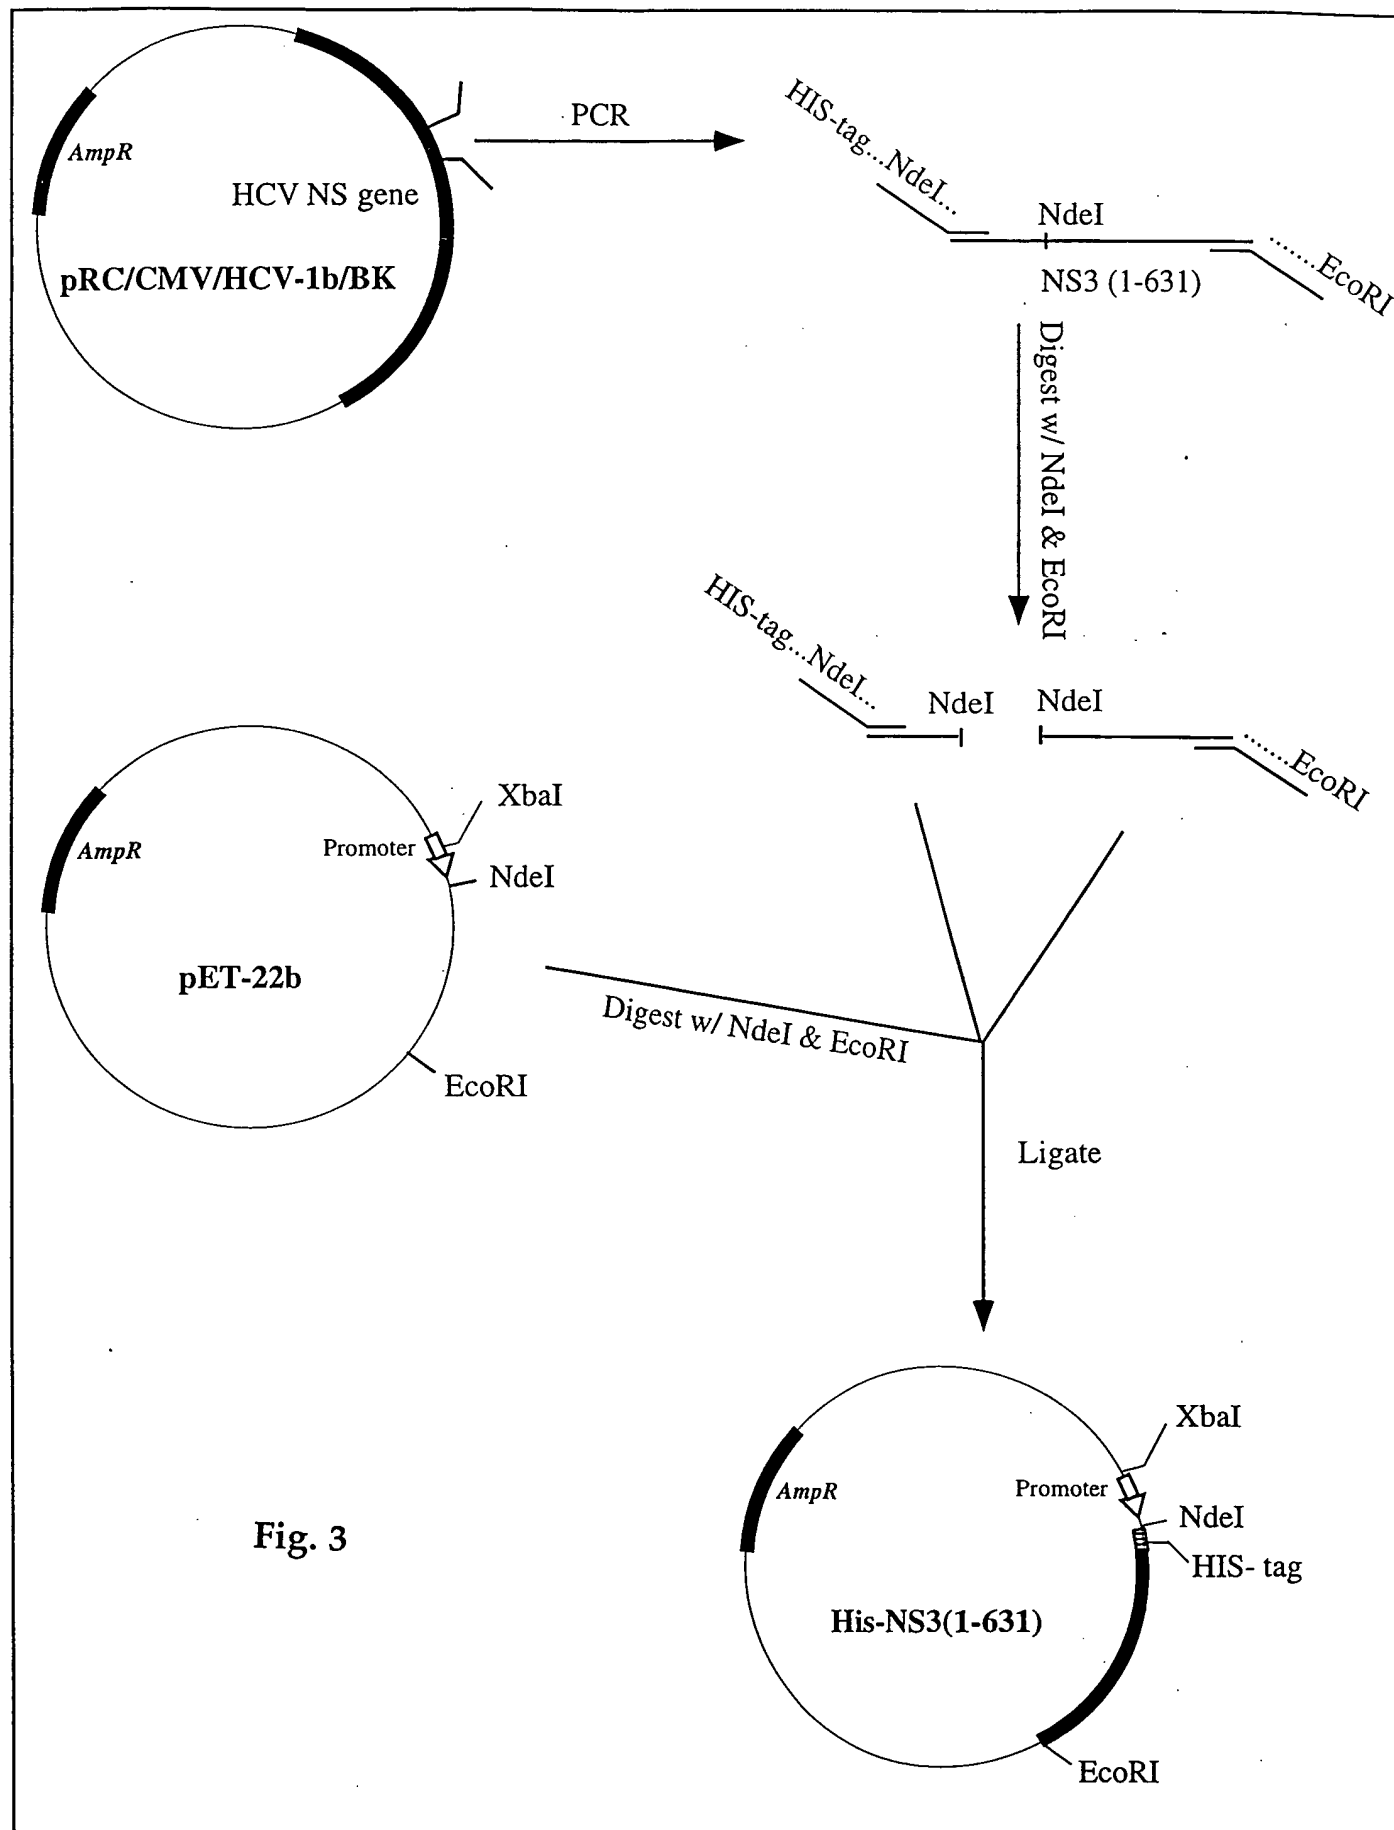 PCR
AmpR
HCV NS gene
pRC/CMV/HCV-1b/BK
HIS-tag...NdeI...
NdeI
NS3 (1-631)
.......EcoRI
Digest w/ NdeI & EcoRI
HIS-tag...NdeI...
NdeI
NdeI
.......EcoRI
XbaI
AmpR
Promoter
NdeI
pET-22b
EcoRI
Digest w/ NdeI & EcoRI
Ligate
XbaI
AmpR
Promoter
NdeI
HIS- tag
His-NS3(1-631)
EcoRI
Fig. 3